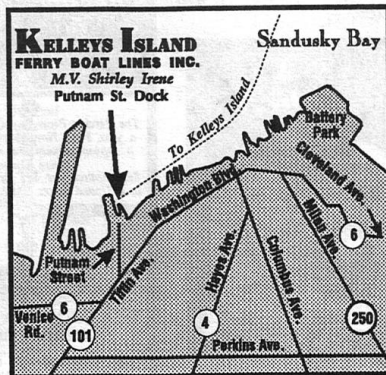 KELLEYS ISLAND
FERRY BOAT LINES INC.
M.V. Shirley Irene
Putnam St. Dock
Sandusky Bay
To Kelleys Island
Battery
Park
Cleveland Ave.
Washington Blvd.
Milan Ave.
6
Putnam
Street
Tiffin Ave.
Hayes Ave.
Columbus Ave.
6
Venice
Rd.
101
4
250
Perkins Ave.